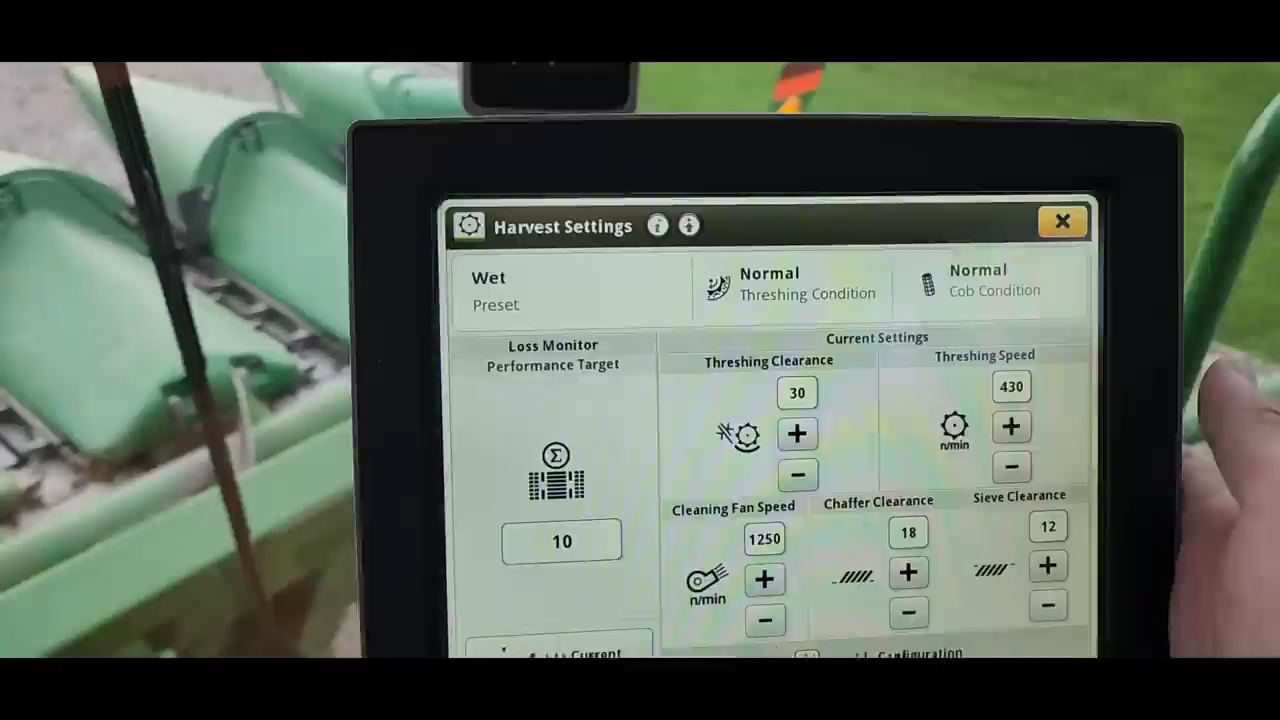 Harvest Settings
Wet
Preset
Normal
Threshing Condition
Normal
Cob Condition
Loss Monitor
Performance Target
10
Current Settings
Threshing Clearance
30
+
−
Threshing Speed
430
n/min
+
−
Cleaning Fan Speed
1250
n/min
+
−
Chaffer Clearance
18
+
−
Sieve Clearance
12
+
−
Current
Configuration